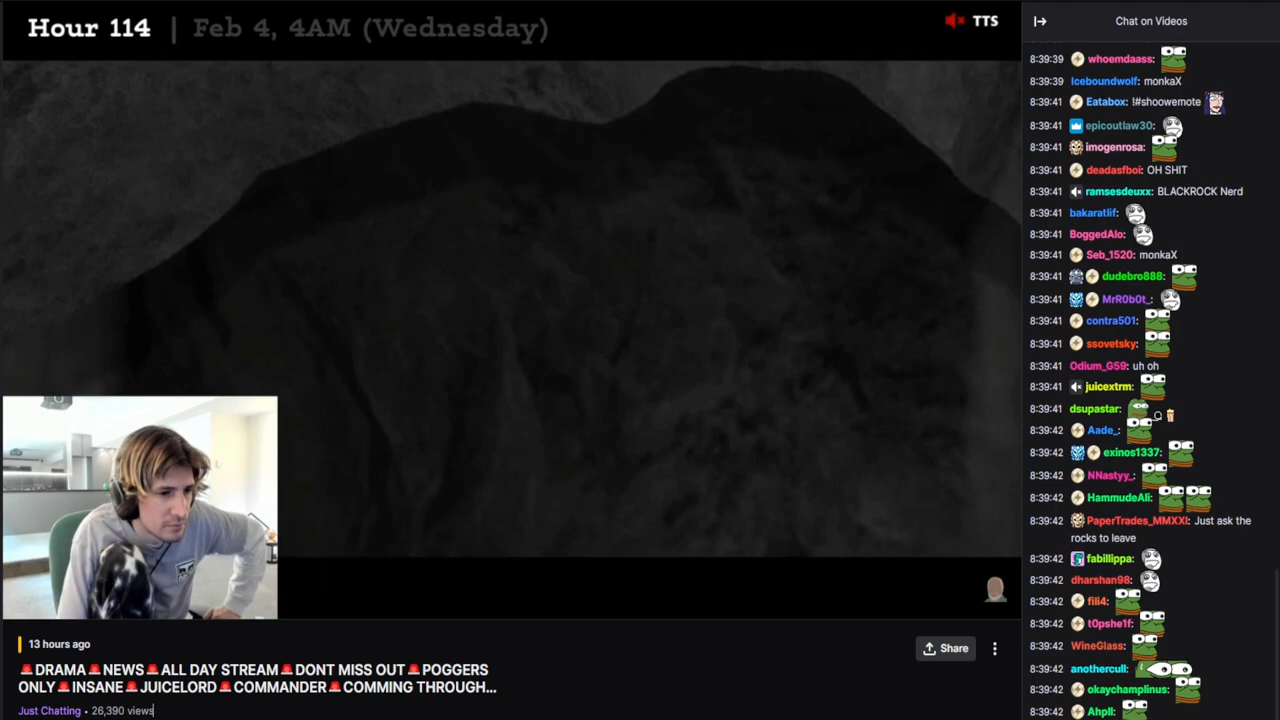 Hour 114 | Feb 4, 4AM (Wednesday)
TTS
Chat on Videos
8:39:39 whoemdaass:
8:39:39 Iceboundwolf: monkaX
8:39:41 Eatabox: !#shoowemote
8:39:41 epicoutlaw30:
8:39:41 imogenrosa:
8:39:41 deadasfboi: OH SHIT
8:39:41 ramsesdeuxx: BLACKROCK Nerd
8:39:41 bakaratlif:
8:39:41 BoggedAlo:
8:39:41 Seb_1520: monkaX
8:39:41 dudebro888:
8:39:41 MrR0b0t_:
8:39:41 contra501:
8:39:41 ssovetsky:
8:39:41 Odium_G59: uh oh
8:39:41 juicextrm:
8:39:41 dsupastar:
8:39:42 Aade_:
8:39:42 exinos1337:
8:39:42 NNastyy_:
8:39:42 HammudeAli:
8:39:42 PaperTrades_MMXXI: Just ask the
rocks to leave
8:39:42 fabillippa:
8:39:42 dharshan98:
8:39:42 fili4:
8:39:42 t0pshe1f:
8:39:42 WineGlass:
8:39:42 anothercull:
8:39:42 okaychamplinus:
8:39:42 Ahpll:
13 hours ago
Share
🚨DRAMA🚨NEWS🚨ALL DAY STREAM🚨DONT MISS OUT🚨POGGERS
ONLY🚨INSANE🚨JUICELORD🚨COMMANDER🚨COMMING THROUGH...
Just Chatting • 26,390 views